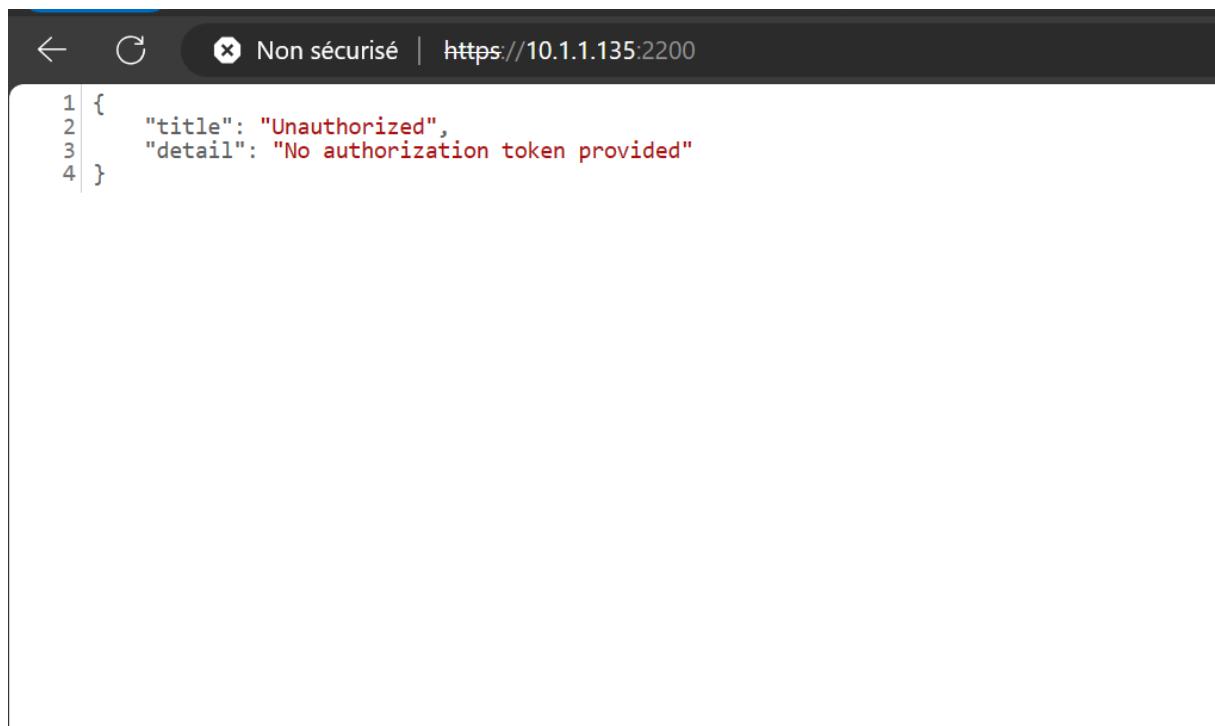 Non sécurisé | https://10.1.1.135:2200
1 {
2 "title": "Unauthorized",
3 "detail": "No authorization token provided"
4 }